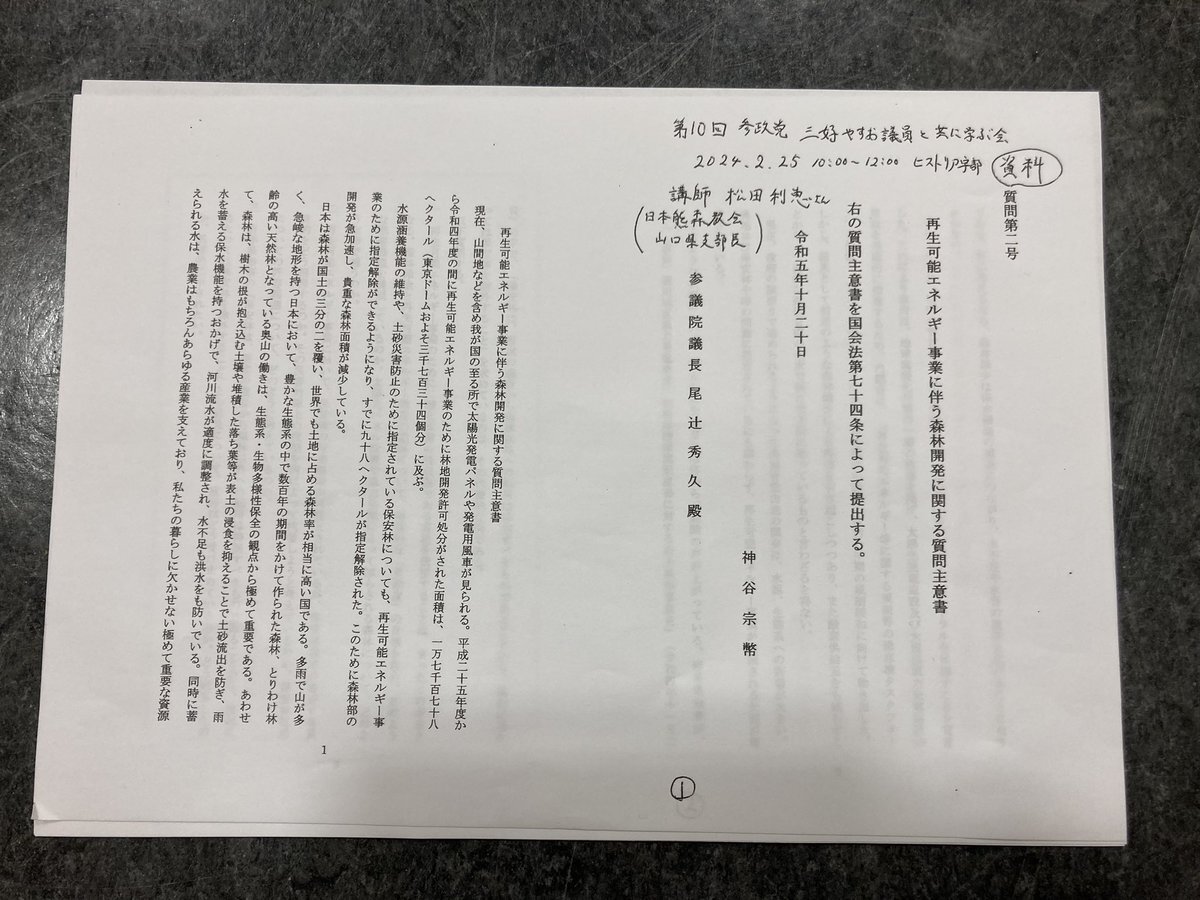 第10回 参政党 三好やすお議員と共に学ぶ会
2024.2.25 10:00~12:00 ヒストリア宇部
資料
講師 松田利恵さん
(日本熊森教会
山口県支部長)
質問第二号
再生可能エネルギー事業に伴う森林開発に関する質問主意書
右の質問主意書を国会法第七十四条によって提出する。
令和五年十月二十日
神谷宗幣
参議院議長尾辻秀久殿
再生可能エネルギー事業に伴う森林開発に関する質問主意書
現在、山間地などを含め我が国の至る所で太陽光発電パネルや発電用風車が見られる。平成二十五年度か
ら令和四年度の間に再生可能エネルギー事業のために林地開発許可処分がされた面積は、一万七千百七十八
ヘクタール(東京ドームおよそ三千七百三十四個分)に及ぶ。
水源涵養機能の維持や、土砂災害防止のために指定されている保安林についても、再生可能エネルギー事
業のために指定解除ができるようになり、すでに九十八ヘクタールが指定解除された。このために森林部の
開発が急加速し、貴重な森林面積が減少している。
日本は森林が国土の三分の二を覆い、世界でも土地に占める森林率が相当に高い国である。多雨で山が多
く、急峻な地形を持つ日本において、豊かな生態系の中で数百年の期間をかけて作られた森林、とりわけ林
齢の高い天然林となっている奥山の働きは、生態系・生物多様性保全の観点から極めて重要である。あわせ
て、森林は、樹木の根が抱え込む土壌や堆積した落ち葉等が表土の浸食を抑えることで土砂流出を防ぎ、雨
水を蓄える保水機能を持つおかげで、河川流水が適度に調整され、水不足も洪水をも防いでいる。同時に蓄
えられる水は、農業はもちろんあらゆる産業を支えており、私たちの暮らしに欠かせない極めて重要な資源
1
①